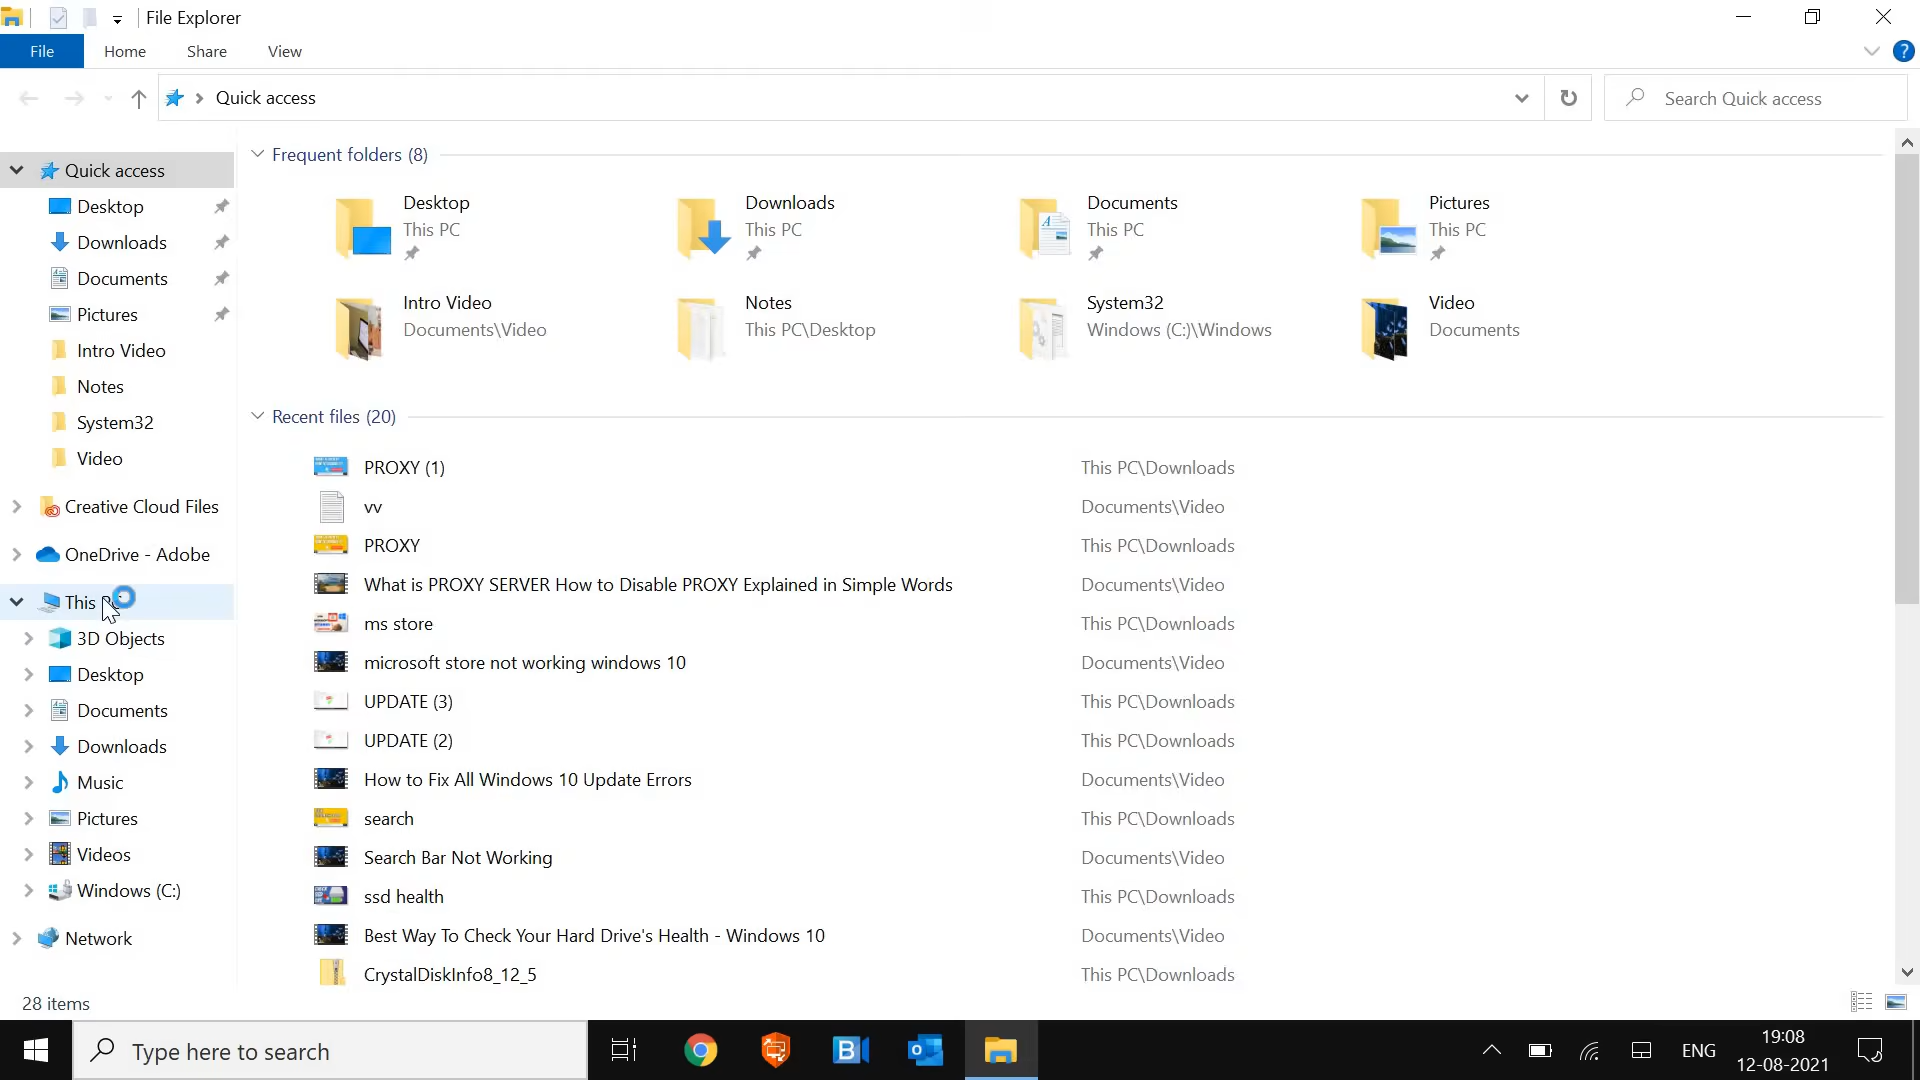 File Explorer
File Home Share View
Quick access
Search Quick access
Quick access
Desktop
Downloads
Documents
Pictures
Intro Video
Notes
System32
Video
Creative Cloud Files
OneDrive - Adobe
This
3D Objects
Desktop
Documents
Downloads
Music
Pictures
Videos
Windows (C:)
Network
Frequent folders (8)
Desktop
This PC
Downloads
This PC
Documents
This PC
Pictures
This PC
Intro Video
Documents\Video
Notes
This PC\Desktop
System32
Windows (C:)\Windows
Video
Documents
Recent files (20)
PROXY (1) This PC\Downloads
vv Documents\Video
PROXY This PC\Downloads
What is PROXY SERVER How to Disable PROXY Explained in Simple Words Documents\Video
ms store This PC\Downloads
microsoft store not working windows 10 Documents\Video
UPDATE (3) This PC\Downloads
UPDATE (2) This PC\Downloads
How to Fix All Windows 10 Update Errors Documents\Video
search This PC\Downloads
Search Bar Not Working Documents\Video
ssd health This PC\Downloads
Best Way To Check Your Hard Drive's Health - Windows 10 Documents\Video
CrystalDiskInfo8_12_5 This PC\Downloads
28 items
Type here to search
ENG
19:08
12-08-2021